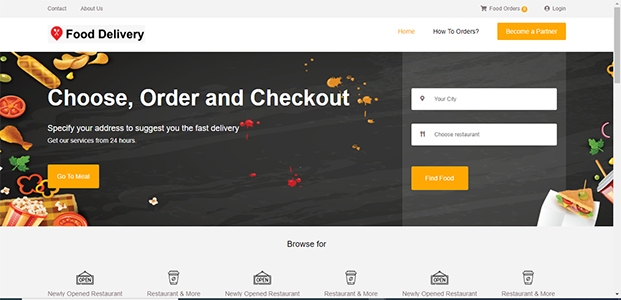 Contact About Us Food Orders 0 Login
Food Delivery Home How To Orders? Become a Partner
Choose, Order and Checkout
Specify your address to suggest you the fast delivery
Get our services from 24 hours.
Go To Meal
Your City
Choose restaurant
Find Food
Browse for
OPEN OPEN OPEN
Newly Opened Restaurant Restaurant & More Newly Opened Restaurant Restaurant & More Newly Opened Restaurant Restaurant & More